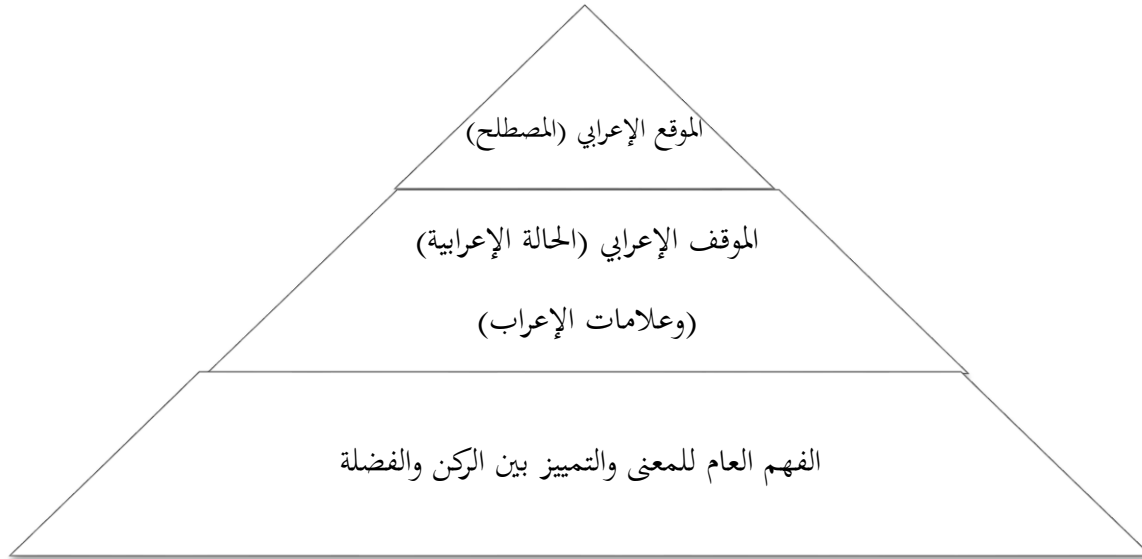 الموقع الإعرابي (المصطلح)
الموقف الإعرابي (الحالة الإعرابية)
(وعلامات الإعراب)
الفهم العام للمعنى والتمييز بين الركن والفضلة